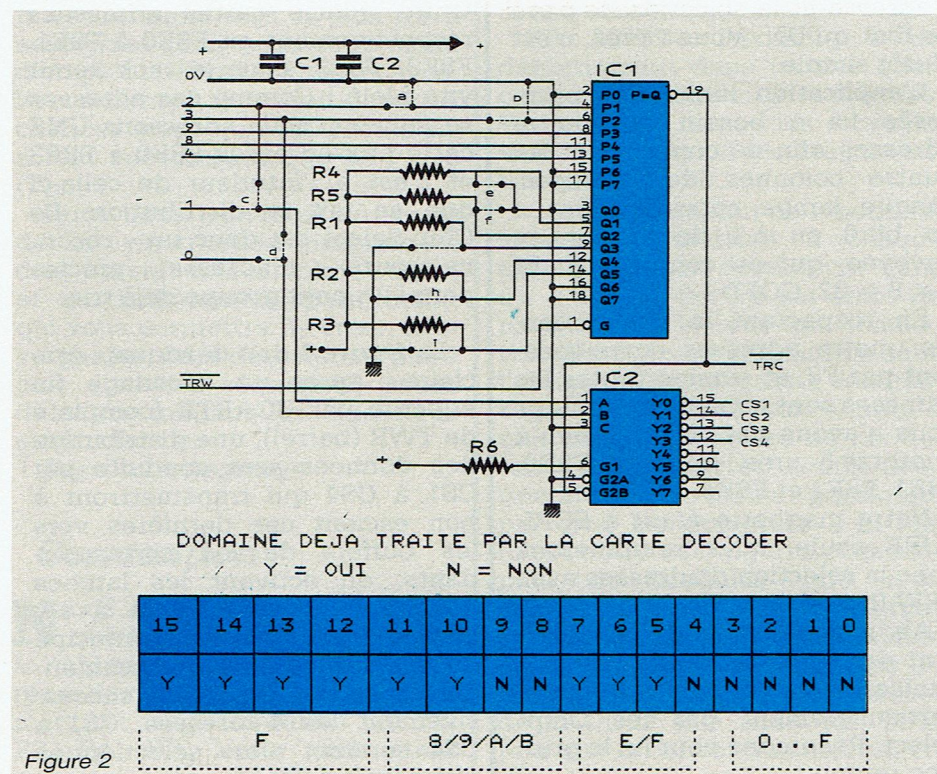 + +
C1 C2
0V
IC1
2 a b 2 P0 P=Q 19
3 4 P1
9 6 P2
8 8 P3
4 11 P4
13 P5
R4 15 P6
17 P7
R5 e
3 Q0
1 c R1 f 5 Q1
7 Q2
9 Q3
0 d R2 12 Q4
14 Q5
h 16 Q6
18 Q7
R3 G
+ i
TRW TRC
IC2
1 A Y0 15 CS1
2 B Y1 14 CS2
3 C Y2 13 CS3
Y3 12 CS4
R6 Y4 11
+ 6 G1 Y5 10
4 G2A Y6 9
5 G2B Y7 7
DOMAINE DEJA TRAITE PAR LA CARTE DECODER
Y = OUI N = NON
15 14 13 12 11 10 9 8 7 6 5 4 3 2 1 0
Y Y Y Y Y Y N N Y Y Y N N N N N
F 8/9/A/B E/F 0...F
Figure 2